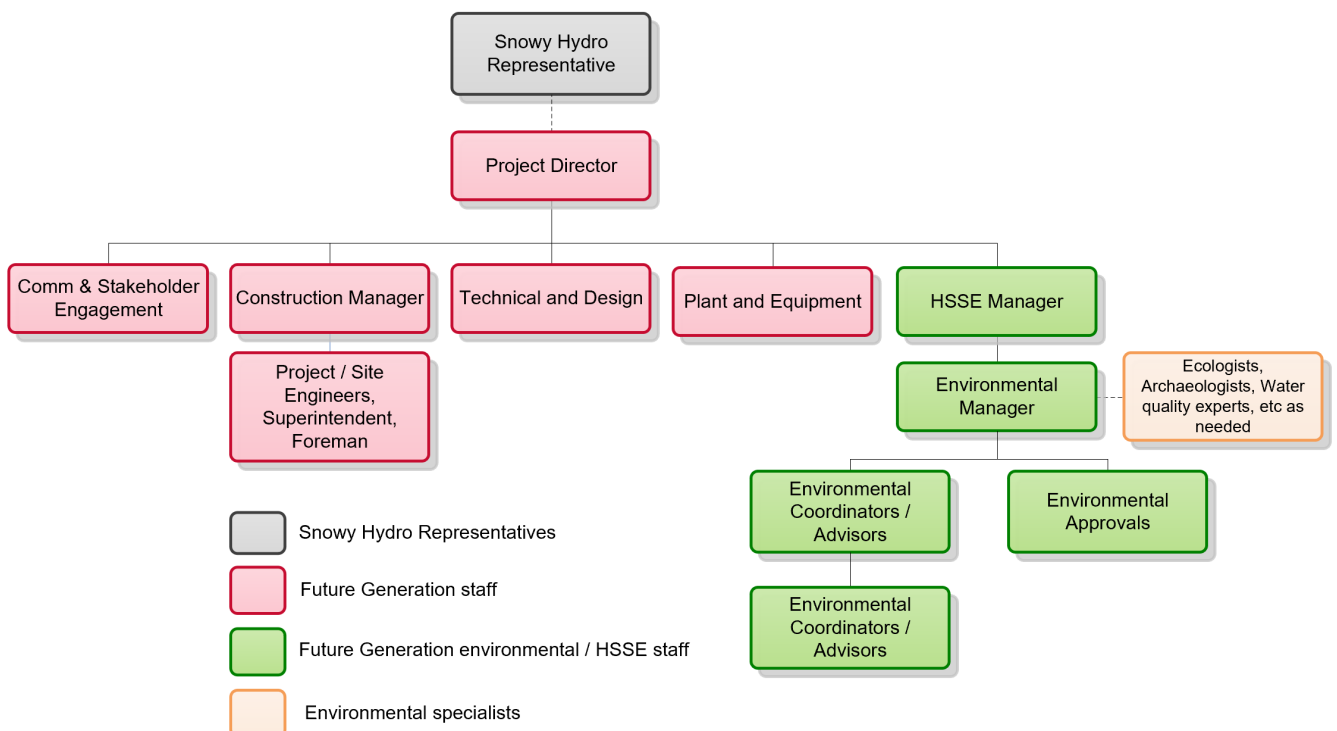 Snowy Hydro
Representative
Project Director
Comm & Stakeholder
Engagement
Construction Manager
Technical and Design
Plant and Equipment
HSSE Manager
Project / Site
Engineers,
Superintendent,
Foreman
Environmental
Manager
Ecologists,
Archaeologists, Water
quality experts, etc as
needed
Environmental
Coordinators /
Advisors
Environmental
Approvals
Environmental
Coordinators /
Advisors
Snowy Hydro Representatives
Future Generation staff
Future Generation environmental / HSSE staff
Environmental specialists